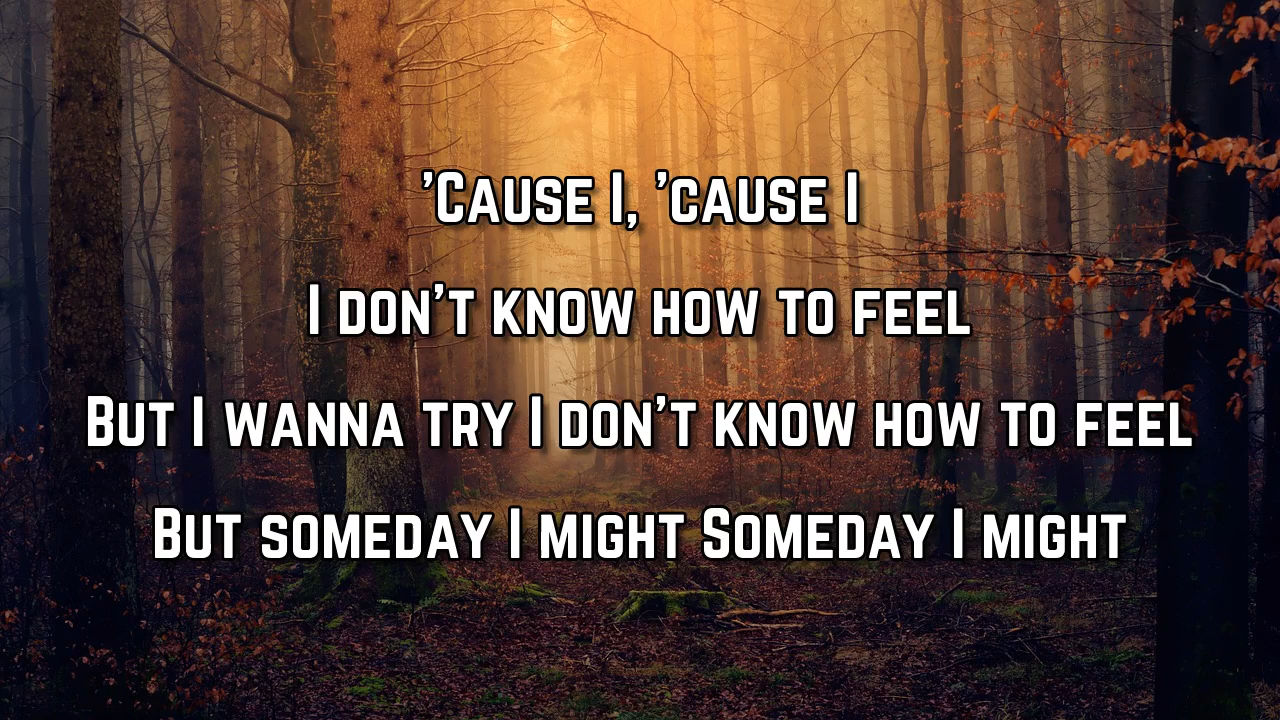 ’Cause I, ’cause I
I don’t know how to feel
But I wanna try I don’t know how to feel
But someday I might Someday I might